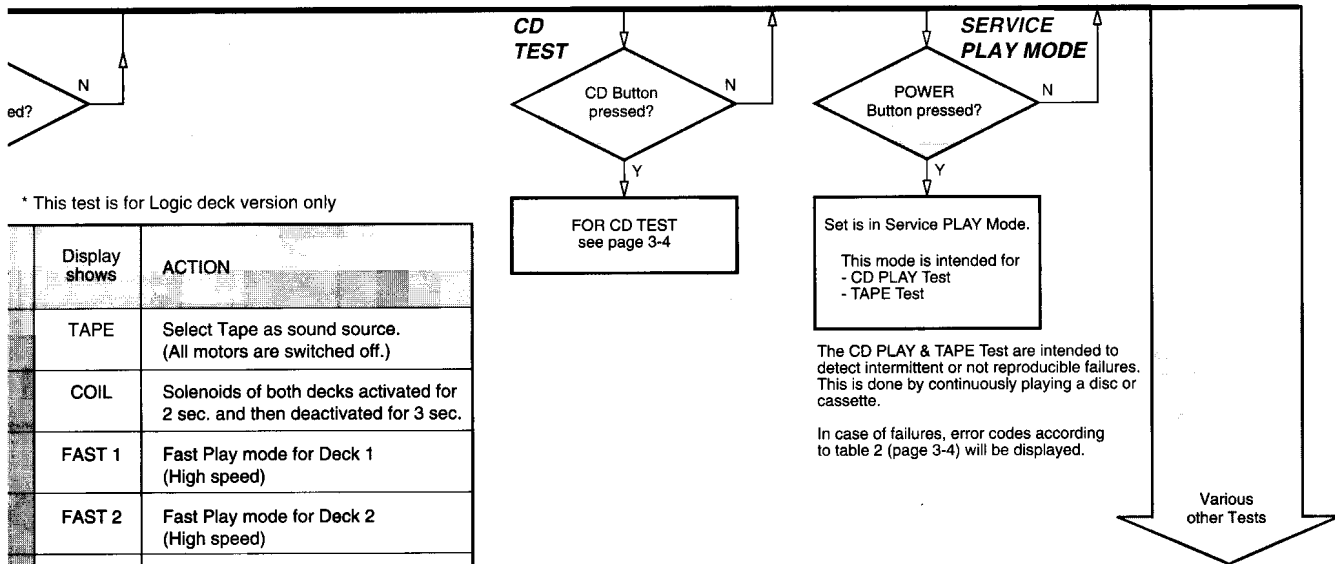 ed?
N
* This test is for Logic deck version only
Display
shows
ACTION
TAPE
Select Tape as sound source.
(All motors are switched off.)
COIL
Solenoids of both decks activated for
2 sec. and then deactivated for 3 sec.
FAST 1
Fast Play mode for Deck 1
(High speed)
FAST 2
Fast Play mode for Deck 2
(High speed)
CD
TEST
CD Button
pressed?
N
Y
FOR CD TEST
see page 3-4
SERVICE
PLAY MODE
POWER
Button pressed?
N
Y
Set is in Service PLAY Mode.
This mode is intended for
- CD PLAY Test
- TAPE Test
The CD PLAY & TAPE Test are intended to
detect intermittent or not reproducible failures.
This is done by continuously playing a disc or
cassette.
In case of failures, error codes according
to table 2 (page 3-4) will be displayed.
Various
other Tests